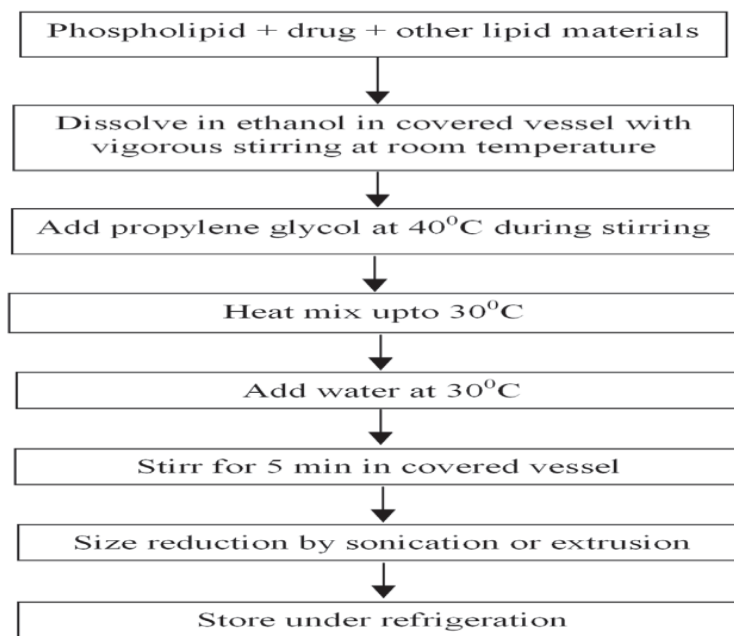 Phospholipid + drug + other lipid materials
Dissolve in ethanol in covered vessel with
vigorous stirring at room temperature
Add propylene glycol at 40⁰C during stirring
Heat mix upto 30⁰C
Add water at 30⁰C
Stirr for 5 min in covered vessel
Size reduction by sonication or extrusion
Store under refrigeration